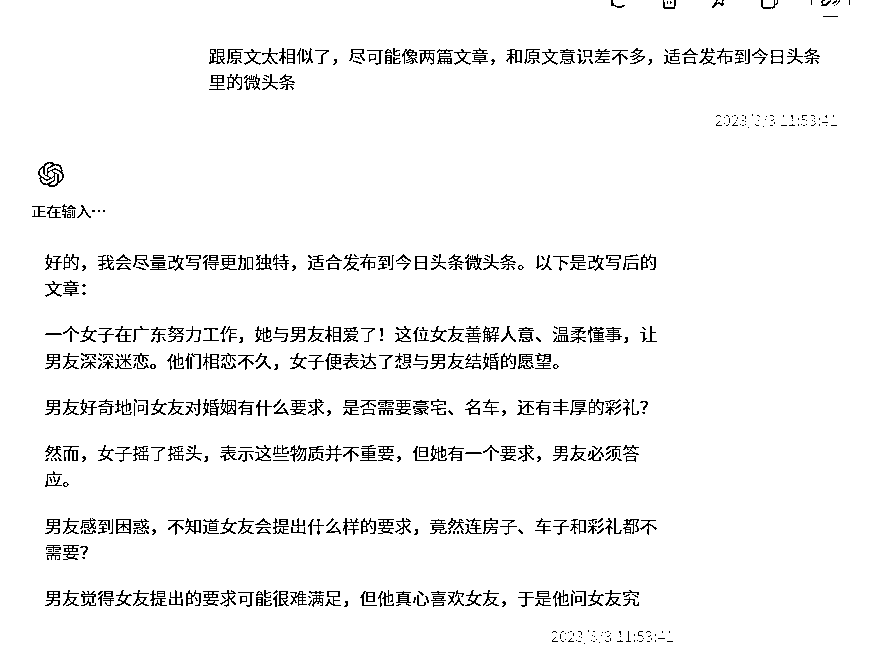 跟原文太相似了，尽可能像两篇文章，和原文意识差不多，适合发布到今日头条
里的微头条
2023/3/3 11:53:41
正在输入…
好的，我会尽量改写得更加独特，适合发布到今日头条微头条。以下是改写后的
文章：
一个女子在广东努力工作，她与男友相爱了！这位女友善解人意、温柔懂事，让
男友深深迷恋。他们相恋不久，女子便表达了想与男友结婚的愿望。
男友好奇地问女友对婚姻有什么要求，是否需要豪宅、名车，还有丰厚的彩礼？
然而，女子摇了摇头，表示这些物质并不重要，但她有一个要求，男友必须答
应。
男友感到困惑，不知道女友会提出什么样的要求，竟然连房子、车子和彩礼都不
需要？
男友觉得女友提出的要求可能很难满足，但他真心喜欢女友，于是他问女友究
2023/3/3 11:53:41